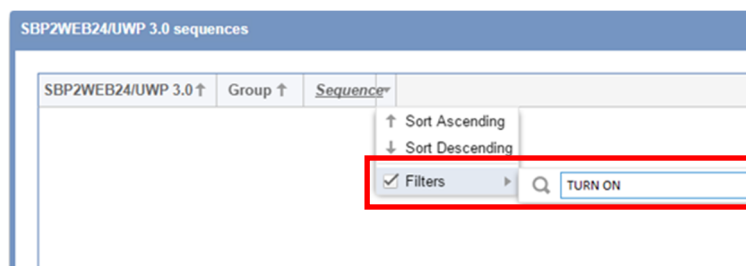 SBP2WEB24/UWP 3.0 sequences
SBP2WEB24/UWP 3.0 Group Sequence
Sort Ascending
Sort Descending
Filters TURN ON